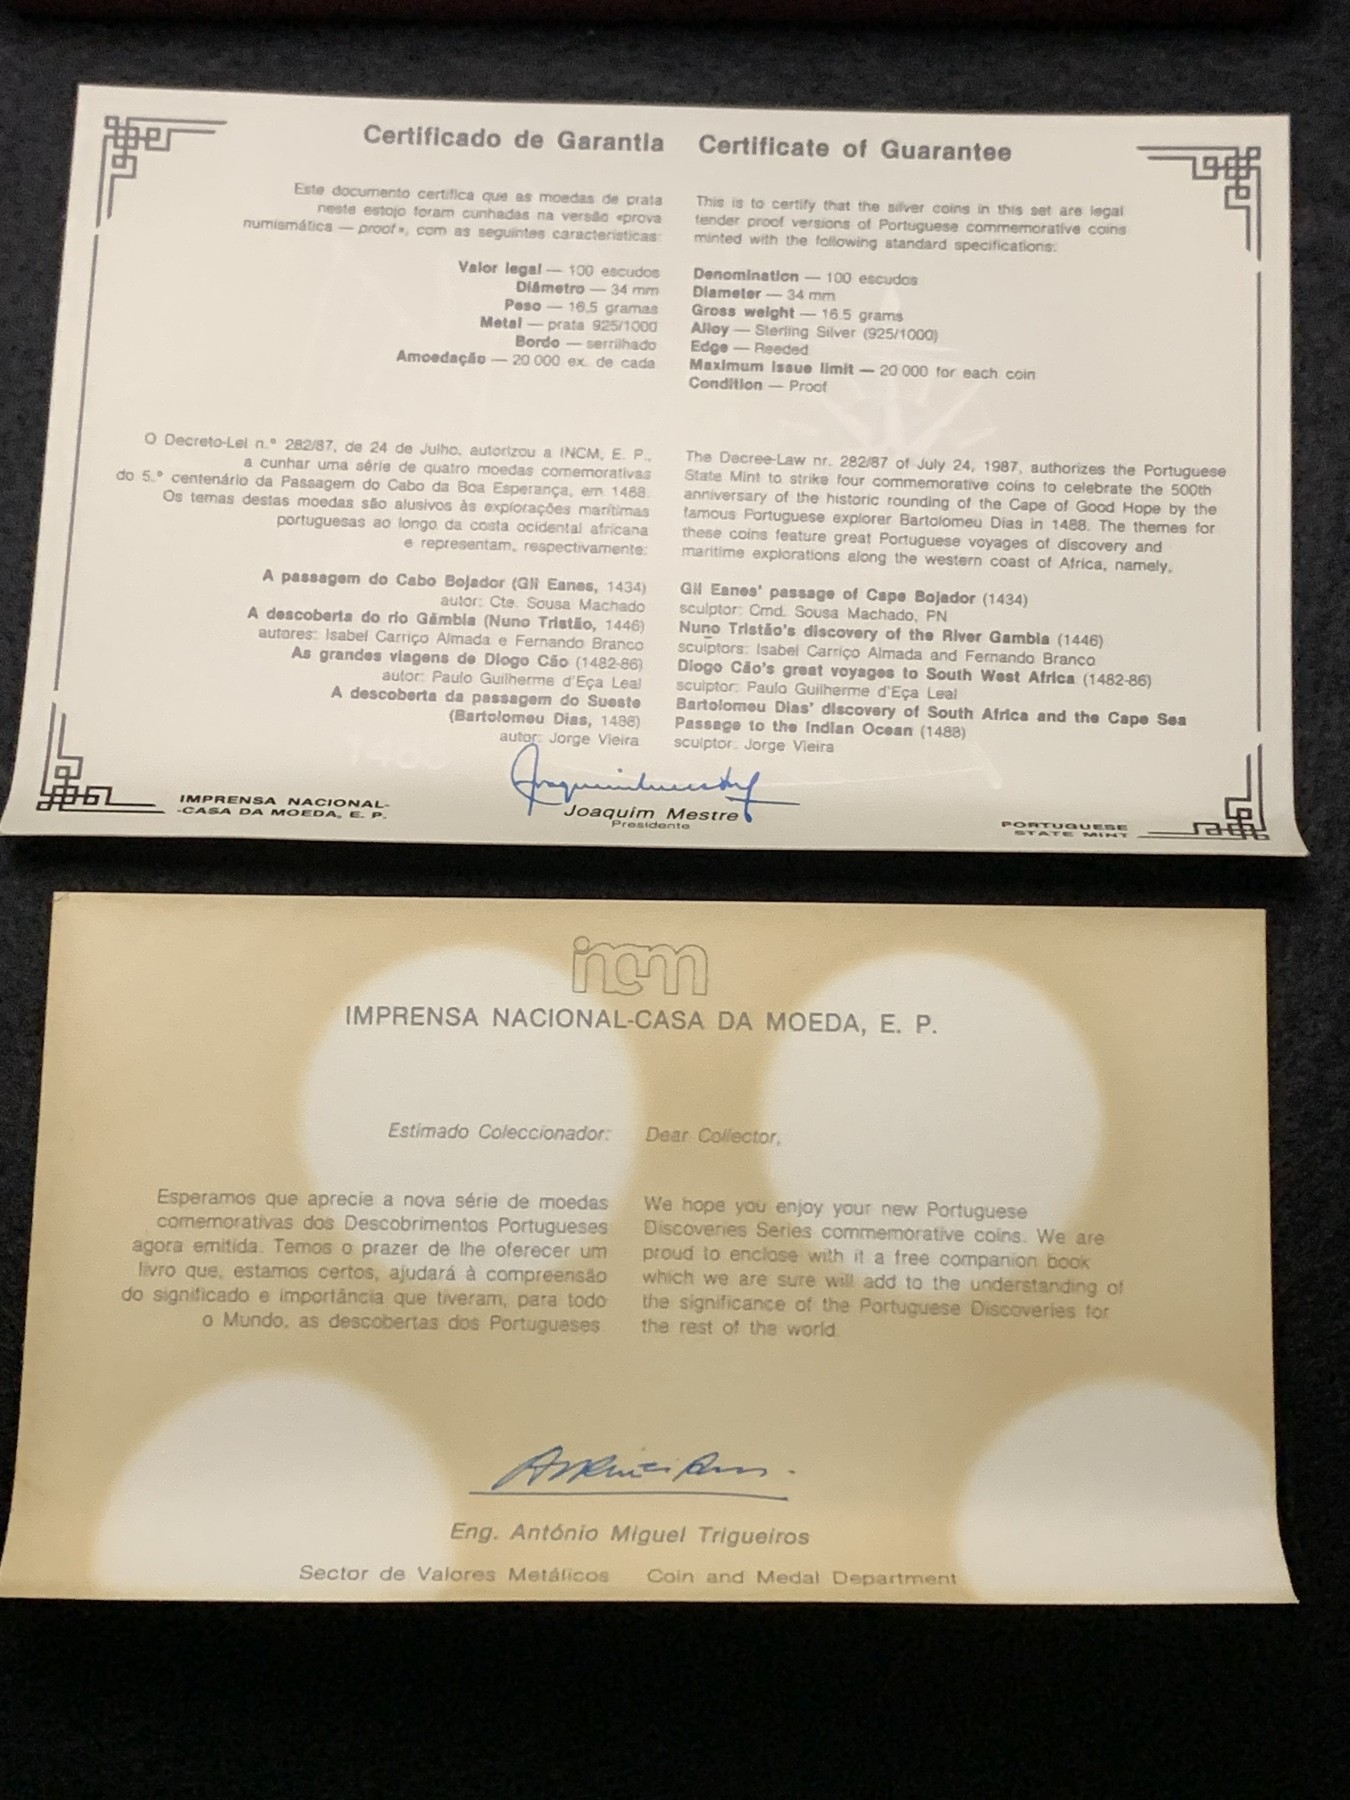 Certificado de Garantia
Este documento certifica que as moedas de prata
neste estojo foram cunhadas na versão «prova
numismática — proof», com as seguintes características:
Valor legal — 100 escudos
Diâmetro — 34 mm
Peso — 16,5 gramas
Metal — prata 925/1000
Bordo — serrilhado
Amoedação — 20 000 ex. de cada
O Decreto-Lei n.º 282/87, de 24 de Julho, autorizou a INCM, E. P.,
a cunhar uma série de quatro moedas comemorativas
do 5.º centenário da Passagem do Cabo da Boa Esperança, em 1488.
Os temas destas moedas são alusivos às explorações marítimas
portuguesas ao longo da costa ocidental africana
e representam, respectivamente:
A passagem do Cabo Bojador (Gil Eanes, 1434)
autor: Cte. Sousa Machado
A descoberta do rio Gâmbia (Nuno Tristão, 1446)
autores: Isabel Carriço Almada e Fernando Branco
As grandes viagens de Diogo Cão (1482-86)
autor: Paulo Guilherme d'Eça Leal
A descoberta da passagem do Sueste
(Bartolomeu Dias, 1488)
autor: Jorge Vieira
Certificate of Guarantee
This is to certify that the silver coins in this set are legal
tender proof versions of Portuguese commemorative coins
minted with the following standard specifications:
Denomination — 100 escudos
Diameter — 34 mm
Gross weight — 16.5 grams
Alloy — Sterling Silver (925/1000)
Edge — Reeded
Maximum issue limit — 20 000 for each coin
Condition — Proof
The Decree-Law nr. 282/87 of July 24, 1987, authorizes the Portuguese
State Mint to strike four commemorative coins to celebrate the 500th
anniversary of the historic rounding of the Cape of Good Hope by the
famous Portuguese explorer Bartolomeu Dias in 1488. The themes for
these coins feature great Portuguese voyages of discovery and
maritime explorations along the western coast of Africa, namely,
Gil Eanes' passage of Cape Bojador (1434)
sculptor: Cmd. Sousa Machado, PN
Nuno Tristão's discovery of the River Gambia (1446)
sculptors: Isabel Carriço Almada and Fernando Branco
Diogo Cão's great voyages to South West Africa (1482-86)
sculptor: Paulo Guilherme d'Eça Leal
Bartolomeu Dias' discovery of South Africa and the Cape Sea
Passage to the Indian Ocean (1488)
sculptor: Jorge Vieira
IMPRENSA NACIONAL-
-CASA DA MOEDA, E. P.
Joaquim Mestre
Presidente
PORTUGUESE
STATE MINT
incm
IMPRENSA NACIONAL-CASA DA MOEDA, E. P.
Estimado Coleccionador:
Esperamos que aprecie a nova série de moedas
comemorativas dos Descobrimentos Portugueses
agora emitida. Temos o prazer de lhe oferecer um
livro que, estamos certos, ajudará à compreensão
do significado e importância que tiveram, para todo
o Mundo, as descobertas dos Portugueses.
Dear Collector,
We hope you enjoy your new Portuguese
Discoveries Series commemorative coins. We are
proud to enclose with it a free companion book
which we are sure will add to the understanding of
the significance of the Portuguese Discoveries for
the rest of the world.
Eng. António Miguel Trigueiros
Sector de Valores Metálicos
Coin and Medal Department